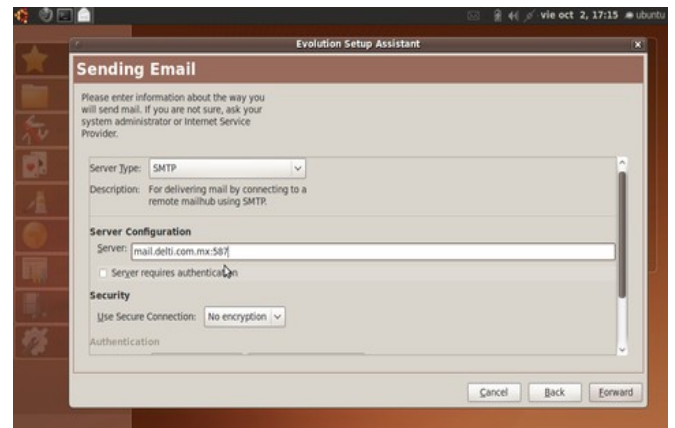 vie oct 2, 17:15 ubuntu
Evolution Setup Assistant
Sending Email
Please enter information about the way you
will send mail. If you are not sure, ask your
system administrator or Internet Service
Provider.
Server Type: SMTP
Description: For delivering mail by connecting to a
remote mailhub using SMTP.
Server Configuration
Server: mail.delti.com.mx:587
Server requires authentication
Security
Use Secure Connection: No encryption
Authentication
Cancel Back Forward